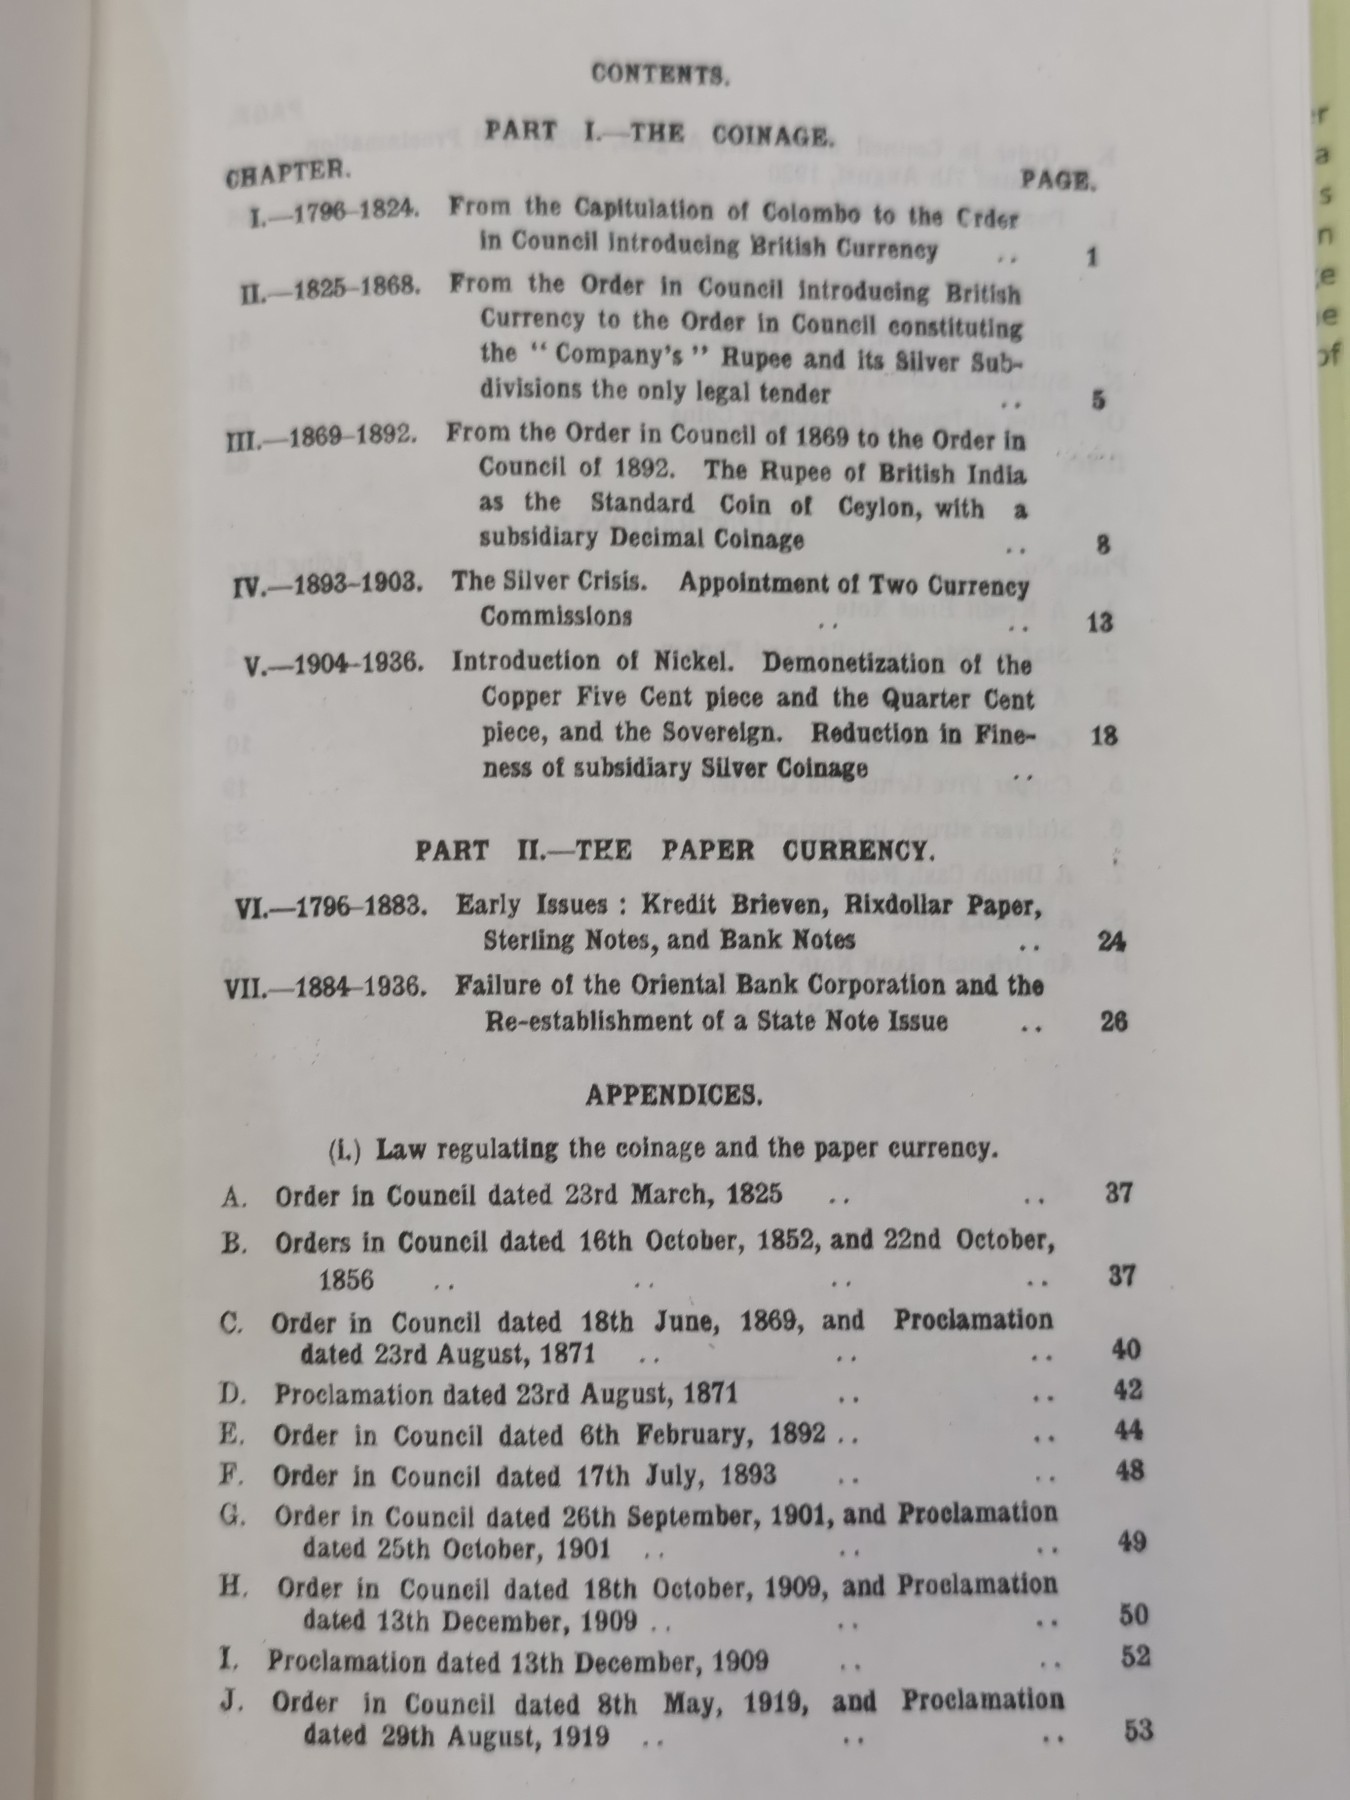 CONTENTS.
PART I.—THE COINAGE.
CHAPTER. PAGE.
I.—1796–1824. From the Capitulation of Colombo to the Order
in Council introducing British Currency .. 1
II.—1825–1868. From the Order in Council introducing British
Currency to the Order in Council constituting
the “ Company’s ” Rupee and its Silver Sub-
divisions the only legal tender .. 5
III.—1869–1892. From the Order in Council of 1869 to the Order in
Council of 1892. The Rupee of British India
as the Standard Coin of Ceylon, with a
subsidiary Decimal Coinage .. 8
IV.—1893–1903. The Silver Crisis. Appointment of Two Currency
Commissions .. .. 13
V.—1904–1936. Introduction of Nickel. Demonetization of the
Copper Five Cent piece and the Quarter Cent
piece, and the Sovereign. Reduction in Fine- 18
ness of subsidiary Silver Coinage ..
PART II.—THE PAPER CURRENCY.
VI.—1796–1883. Early Issues : Kredit Brieven, Rixdollar Paper,
Sterling Notes, and Bank Notes .. 24
VII.—1884–1936. Failure of the Oriental Bank Corporation and the
Re-establishment of a State Note Issue .. 26
APPENDICES.
(i.) Law regulating the coinage and the paper currency.
A. Order in Council dated 23rd March, 1825 .. .. 37
B. Orders in Council dated 16th October, 1852, and 22nd October,
1856 .. .. .. .. 37
C. Order in Council dated 18th June, 1869, and Proclamation
dated 23rd August, 1871 .. .. .. 40
D. Proclamation dated 23rd August, 1871 .. .. 42
E. Order in Council dated 6th February, 1892 .. .. 44
F. Order in Council dated 17th July, 1893 .. .. 48
G. Order in Council dated 26th September, 1901, and Proclamation
dated 25th October, 1901 .. .. .. 49
H. Order in Council dated 18th October, 1909, and Proclamation
dated 13th December, 1909 .. .. .. 50
I. Proclamation dated 13th December, 1909 .. .. 52
J. Order in Council dated 8th May, 1919, and Proclamation
dated 29th August, 1919 .. .. .. 53